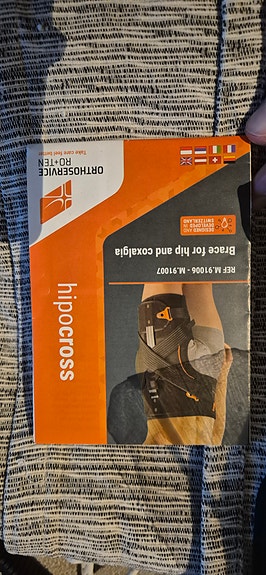 ORTHOSERVICE
RO+TEN
Take care feel better
DESIGNED AND
DEVELOPED IN
SWITZERLAND
Brace for hip and coxalgia
REF. M.91006 - M.91007
hipocross